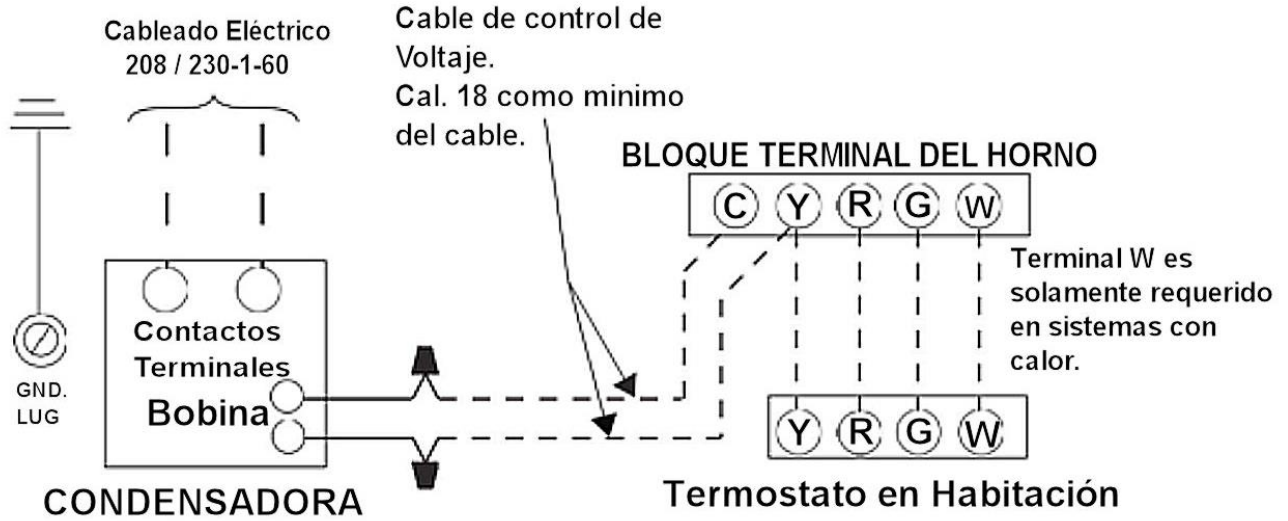 Cableado Eléctrico
208 / 230-1-60
Cable de control de
Voltaje.
Cal. 18 como minimo
del cable.
BLOQUE TERMINAL DEL HORNO
C Y R G W
Terminal W es
solamente requerido
en sistemas con
calor.
GND.
LUG
Contactos
Terminales
Bobina
CONDENSADORA
Y R G W
Termostato en Habitación